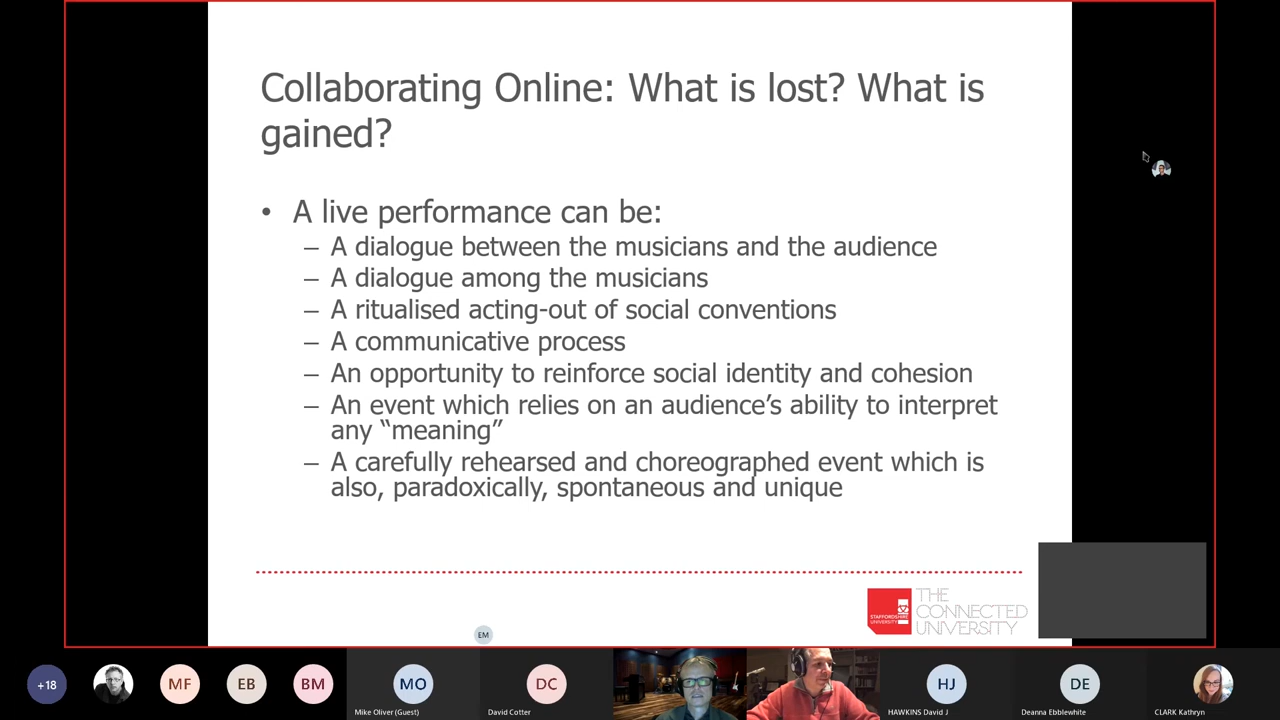 Collaborating Online: What is lost? What is
gained?
• A live performance can be:
– A dialogue between the musicians and the audience
– A dialogue among the musicians
– A ritualised acting-out of social conventions
– A communicative process
– An opportunity to reinforce social identity and cohesion
– An event which relies on an audience’s ability to interpret
any “meaning”
– A carefully rehearsed and choreographed event which is
also, paradoxically, spontaneous and unique
STAFFORDSHIRE
UNIVERSITY
THE
CONNECTED
UNIVERSITY
EM
+18
MF
EB
BM
MO
DC
HJ
DE
Mike Oliver (Guest)
David Cotter
HAWKINS David J
Deanna Ebblewhite
CLARK Kathryn